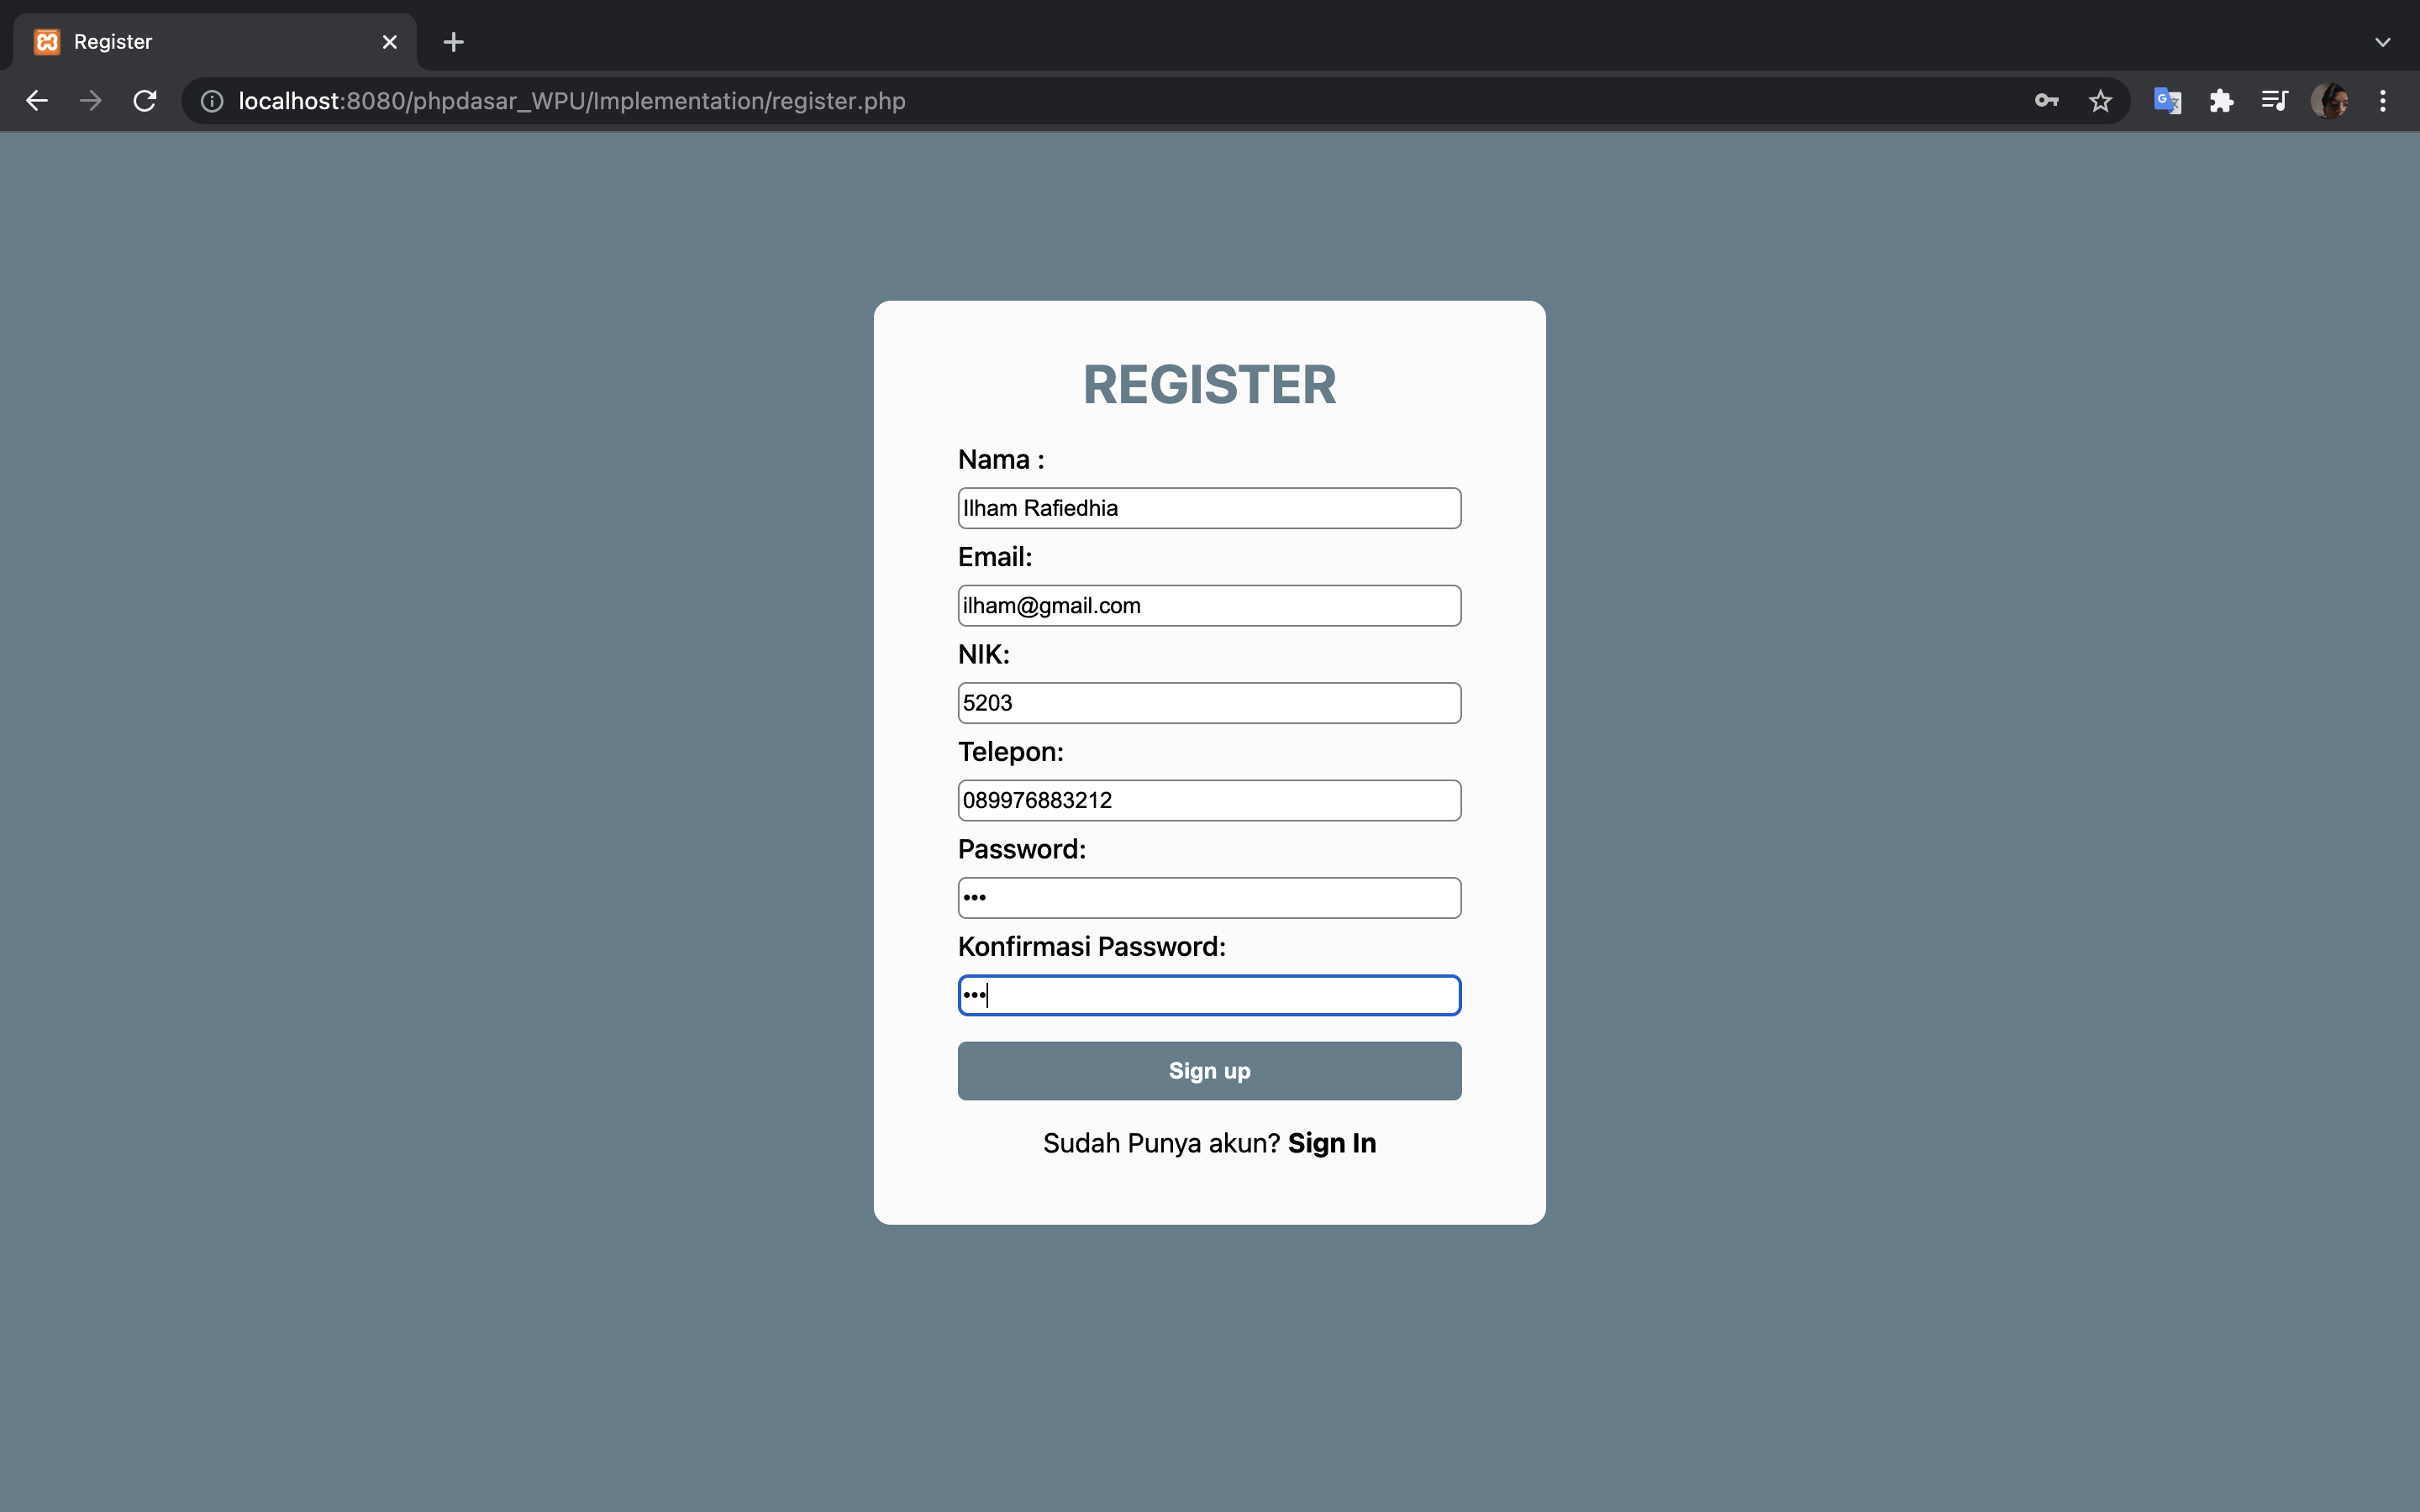 Register
localhost:8080/phpdasar_WPU/Implementation/register.php
REGISTER
Nama :
Ilham Rafiedhia
Email:
ilham@gmail.com
NIK:
5203
Telepon:
089976883212
Password:
•••
Konfirmasi Password:
•••
Sign up
Sudah Punya akun? Sign In